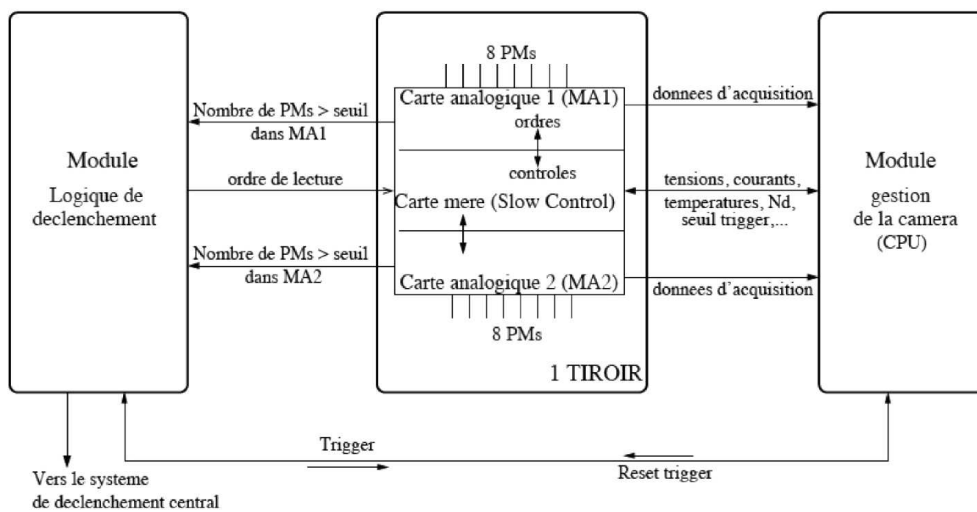 8 PMs
Carte analogique 1 (MA1)
ordres
controles
Carte mere (Slow Control)
Carte analogique 2 (MA2)
8 PMs
1 TIROIR
Nombre de PMs > seuil
dans MA1
Module
Logique de
declenchement
ordre de lecture
Nombre de PMs > seuil
dans MA2
donnees d'acquisition
tensions, courants,
temperatures, Nd,
seuil trigger,...
donnees d'acquisition
Module
gestion
de la camera
(CPU)
Trigger
Reset trigger
Vers le systeme
de declenchement central